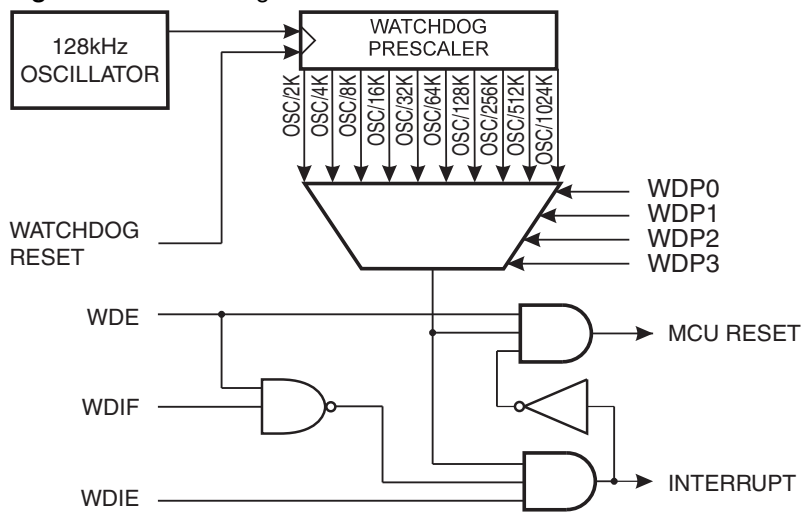 128kHz
OSCILLATOR
WATCHDOG
PRESCALER
OSC/2K
OSC/4K
OSC/8K
OSC/16K
OSC/32K
OSC/64K
OSC/128K
OSC/256K
OSC/512K
OSC/1024K
WDP0
WDP1
WDP2
WDP3
WATCHDOG
RESET
WDE
MCU RESET
WDIF
INTERRUPT
WDIE